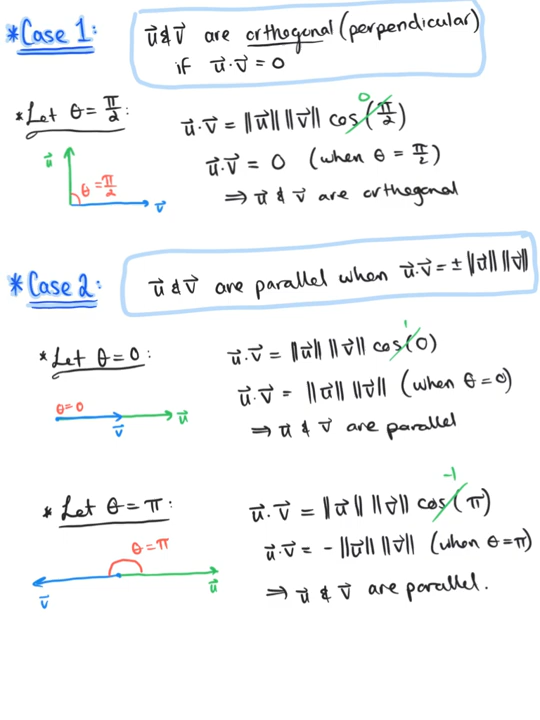 *Case 1: u⃗ & v⃗ are orthogonal (perpendicular)
if u⃗·v⃗ = 0
*Let θ = π/2:
u⃗·v⃗ = ||u⃗|| ||v⃗|| cos(π/2) 0
u⃗·v⃗ = 0 (when θ = π/2)
⇒ u⃗ & v⃗ are orthogonal
u⃗
θ = π/2
v⃗
*Case 2: u⃗ & v⃗ are parallel when u⃗·v⃗ = ± ||u⃗|| ||v⃗||
*Let θ = 0:
u⃗·v⃗ = ||u⃗|| ||v⃗|| cos(0) 1
u⃗·v⃗ = ||u⃗|| ||v⃗|| (when θ = 0)
⇒ u⃗ & v⃗ are parallel
θ = 0
v⃗ u⃗
*Let θ = π:
u⃗·v⃗ = ||u⃗|| ||v⃗|| cos(π) -1
u⃗·v⃗ = - ||u⃗|| ||v⃗|| (when θ = π)
⇒ u⃗ & v⃗ are parallel.
θ = π
v⃗ u⃗